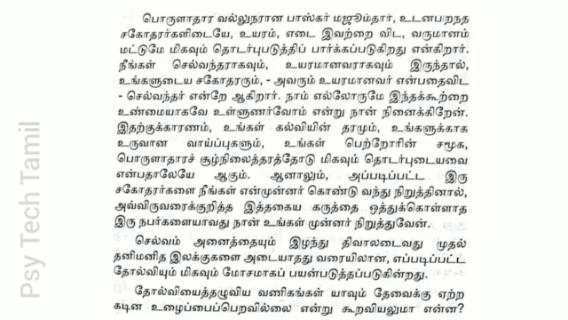 பொருளாதார வல்லுநரான பாஸ்கர் மஜூம்தார், உடனபறநத
சகோதரர்களிடையே, உயரம், எடை இவற்றை விட, வருமானம்
மட்டுமே மிகவும் தொடர்புபடுத்திப் பார்க்கப்படுகிறது என்கிறார்.
நீங்கள் செல்வந்தராகவும், உயரமானவராகவும் இருந்தால்,
உங்களுடைய சகோதரரும், - அவரும் உயரமானவர் என்பதைவிட
- செல்வந்தர் என்றே ஆகிறார். நாம் எல்லோருமே இந்தக்கூற்றை
உண்மையாகவே உள்ளுணர்வோம் என்று நான் நினைக்கிறேன்.
இதற்குக்காரணம், உங்கள் கல்வியின் தரமும், உங்களுக்காக
உருவான வாய்ப்புகளும், உங்கள் பெற்றோரின் சமூக,
பொருளாதாரச் சூழ்நிலைத்தரத்தோடு மிகவும் தொடர்புடையவை
என்பதாலேயே ஆகும். ஆனாலும், அப்படிப்பட்ட இரு
சகோதரர்களை நீங்கள் என்முன்னர் கொண்டு வந்து நிறுத்தினால்,
அவ்விருவரைக்குறித்த இத்தகைய கருத்தை ஒத்துக்கொள்ளாத
இரு நபர்களையாவது நான் உங்கள் முன்னர் நிறுத்துவேன்.
செல்வம் அனைத்தையும் இழந்து திவாலடைவது முதல்
தனிமனித இலக்குகளை அடையாதது வரையிலான, எப்படிப்பட்ட
தோல்வியும் மிகவும் மோசமாகப் பயன்படுத்தப்படுகின்றது.
தோல்வியைத்தழுவிய வணிகங்கள் யாவும் தேவைக்கு ஏற்ற
கடின உழைப்பைப்பெறவில்லை என்று கூறவியலுமா என்ன?
Psy Tech Tamil